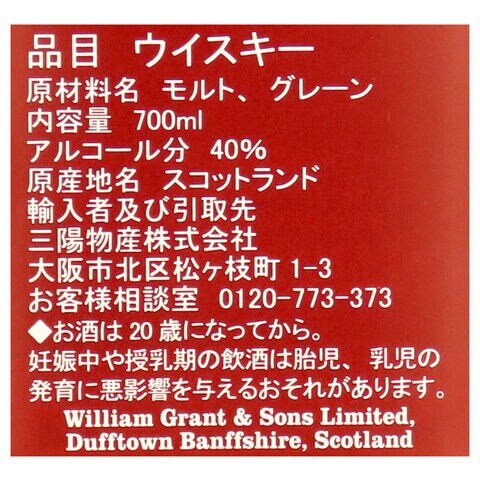 品目 ウイスキー
原材料名 モルト、グレーン
内容量 700ml
アルコール分 40%
原産地名 スコットランド
輸入者及び引取先
三陽物産株式会社
大阪市北区松ヶ枝町1-3
お客様相談室 0120-773-373
◆お酒は20歳になってから。
妊娠中や授乳期の飲酒は胎児、乳児の
発育に悪影響を与えるおそれがあります。
William Grant & Sons Limited,
Dufftown Banffshire, Scotland